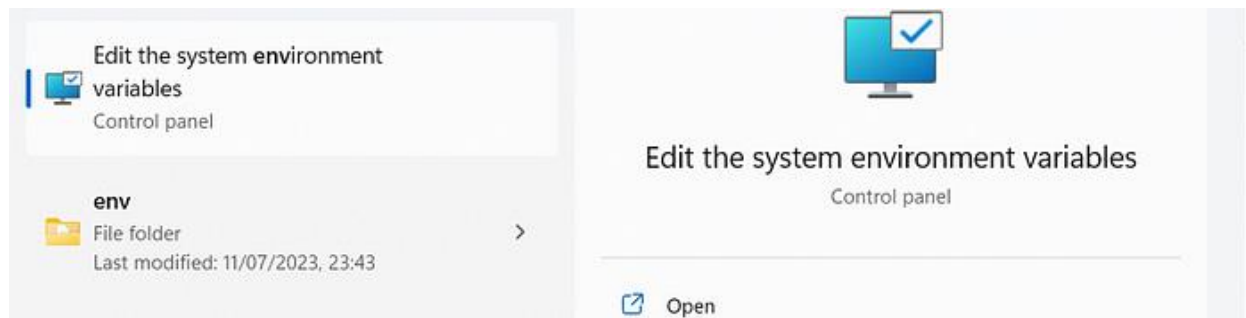 Edit the system environment
variables
Control panel
env
File folder
Last modified: 11/07/2023, 23:43
Edit the system environment variables
Control panel
Open